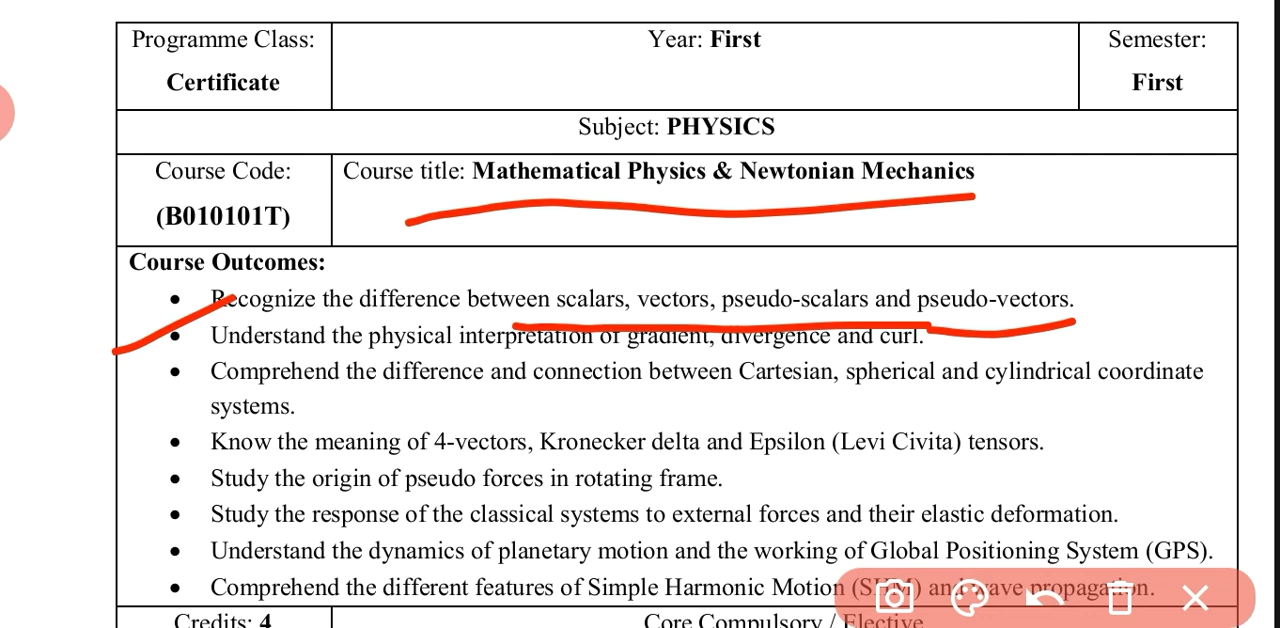 Programme Class:
Certificate
Year: First
Semester:
First
Subject: PHYSICS
Course Code:
(B010101T)
Course title: Mathematical Physics & Newtonian Mechanics
Course Outcomes:
• Recognize the difference between scalars, vectors, pseudo-scalars and pseudo-vectors.
• Understand the physical interpretation of gradient, divergence and curl.
• Comprehend the difference and connection between Cartesian, spherical and cylindrical coordinate
systems.
• Know the meaning of 4-vectors, Kronecker delta and Epsilon (Levi Civita) tensors.
• Study the origin of pseudo forces in rotating frame.
• Study the response of the classical systems to external forces and their elastic deformation.
• Understand the dynamics of planetary motion and the working of Global Positioning System (GPS).
• Comprehend the different features of Simple Harmonic Motion (SHM) and wave propagation.
Credits: 4
Core Compulsory / Elective